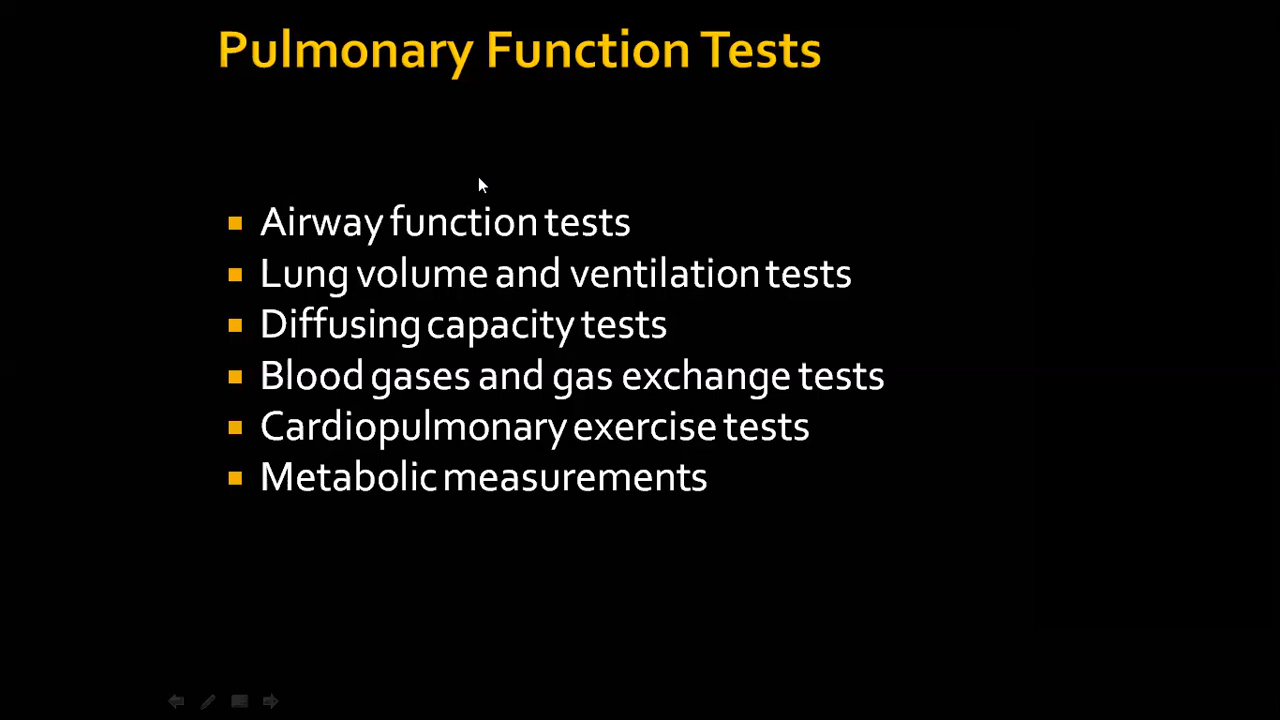 Pulmonary Function Tests
Airway function tests
Lung volume and ventilation tests
Diffusing capacity tests
Blood gases and gas exchange tests
Cardiopulmonary exercise tests
Metabolic measurements